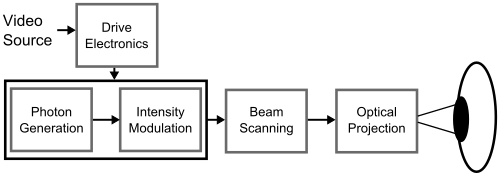 Video
Source
Drive
Electronics
Photon
Generation
Intensity
Modulation
Beam
Scanning
Optical
Projection